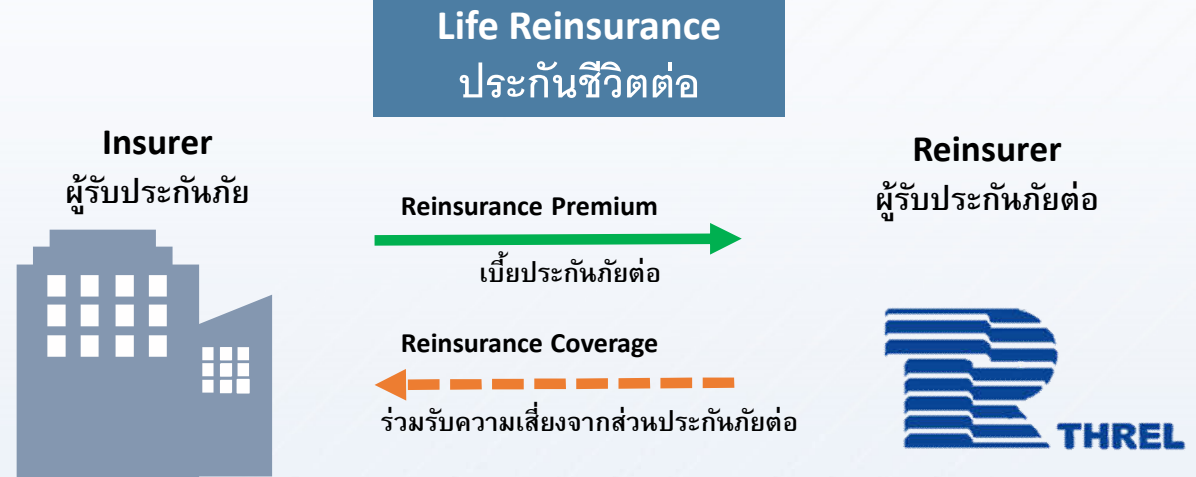 Life Reinsurance
ประกันชีวิตต่อ
Insurer
ผู้รับประกันภัย
Reinsurance Premium
เบี้ยประกันภัยต่อ
Reinsurer
ผู้รับประกันภัยต่อ
Reinsurance Coverage
ร่วมรับความเสี่ยงจากส่วนประกันภัยต่อ
THREL